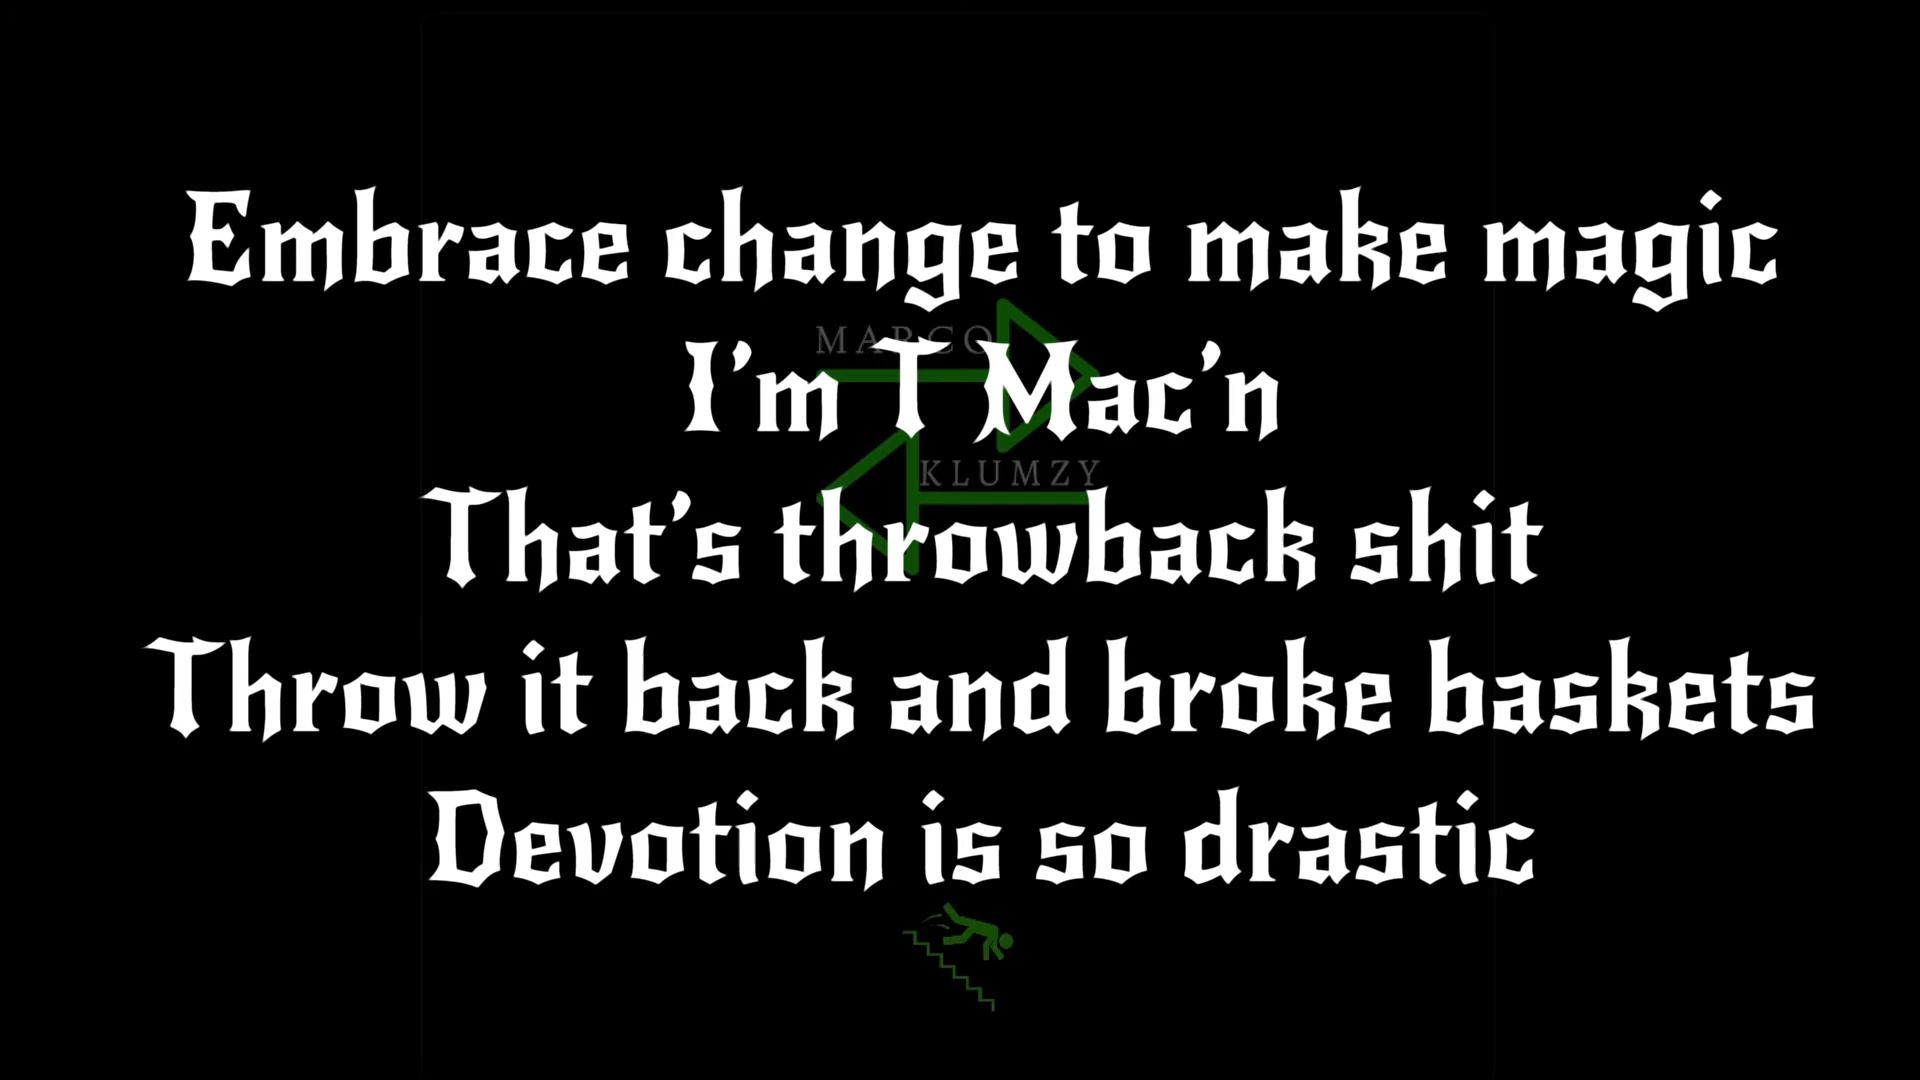 Embrace change to make magic
MARCO
I'm T Mac'n
KLUMZY
That's throwback shit
Throw it back and broke baskets
Devotion is so drastic